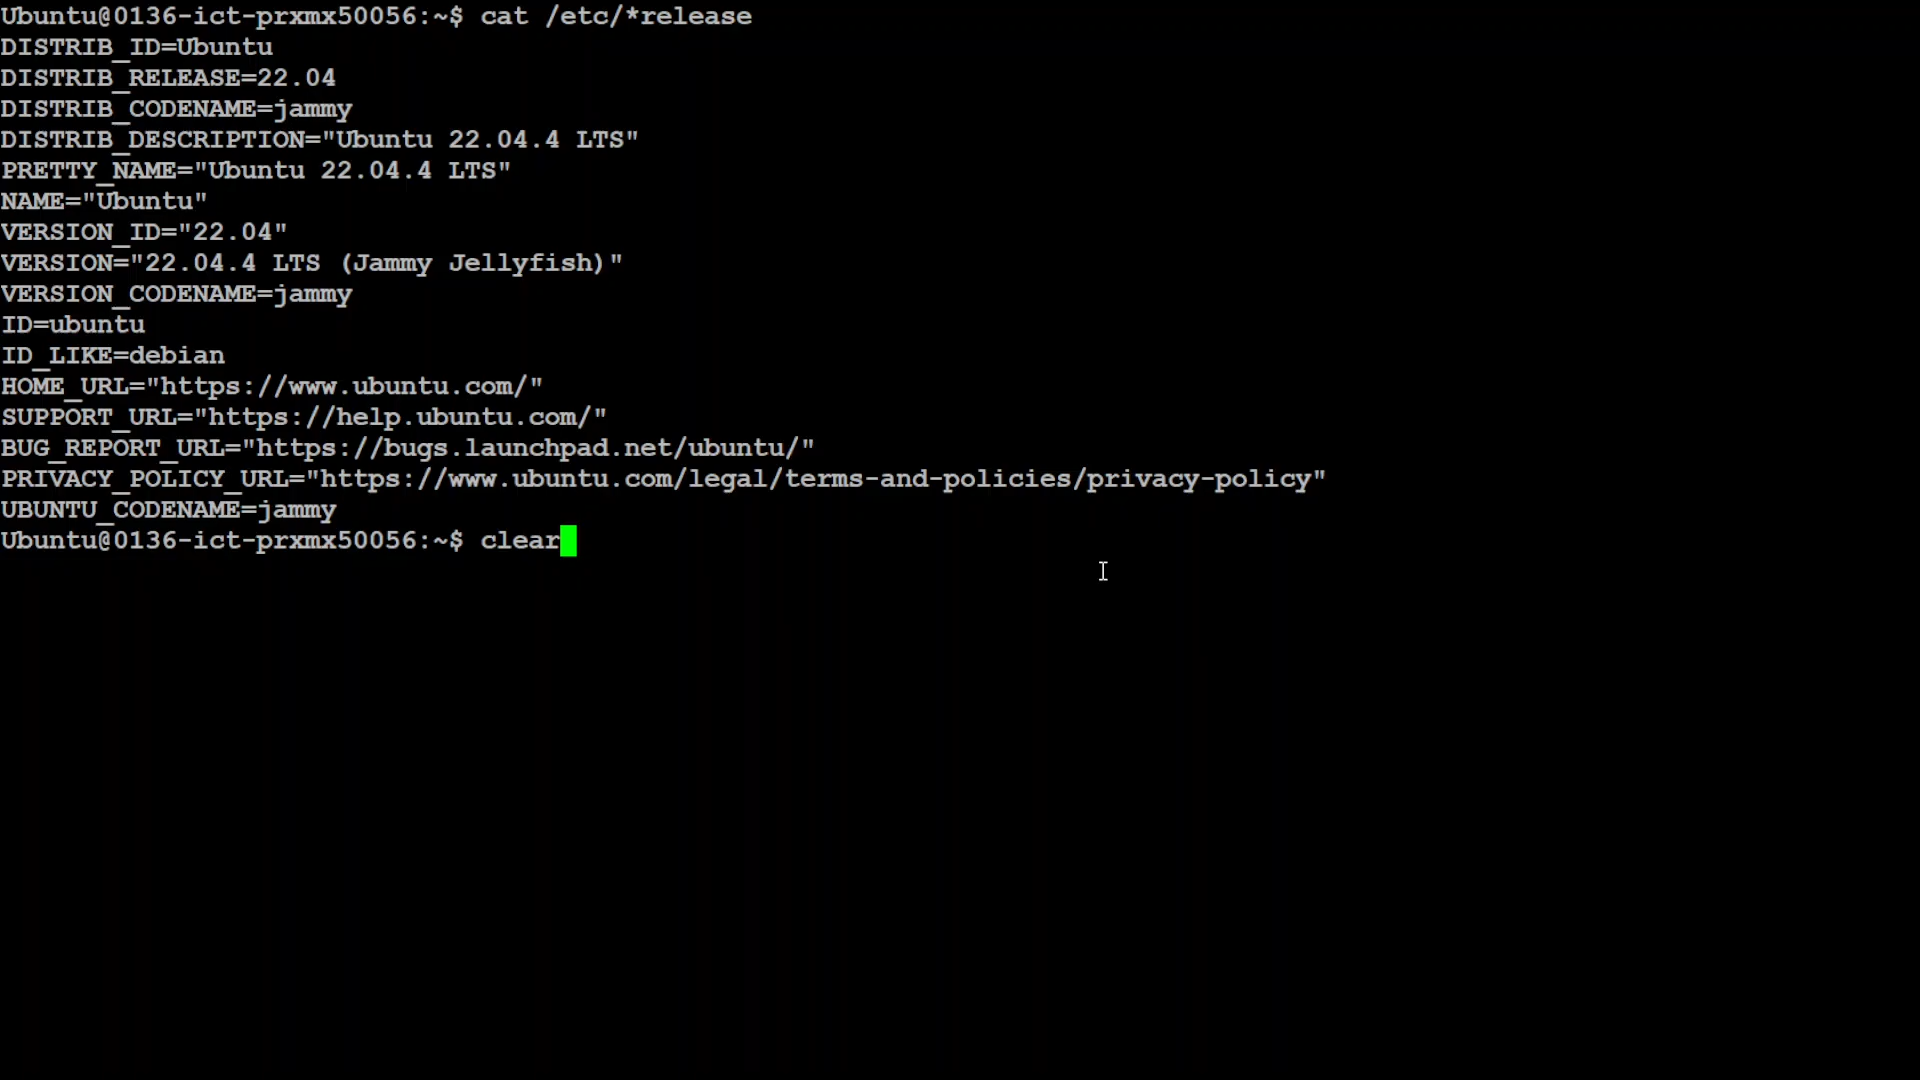 Ubuntu@0136-ict-prxmx50056:~$ cat /etc/*release
DISTRIB_ID=Ubuntu
DISTRIB_RELEASE=22.04
DISTRIB_CODENAME=jammy
DISTRIB_DESCRIPTION="Ubuntu 22.04.4 LTS"
PRETTY_NAME="Ubuntu 22.04.4 LTS"
NAME="Ubuntu"
VERSION_ID="22.04"
VERSION="22.04.4 LTS (Jammy Jellyfish)"
VERSION_CODENAME=jammy
ID=ubuntu
ID_LIKE=debian
HOME_URL="https://www.ubuntu.com/"
SUPPORT_URL="https://help.ubuntu.com/"
BUG_REPORT_URL="https://bugs.launchpad.net/ubuntu/"
PRIVACY_POLICY_URL="https://www.ubuntu.com/legal/terms-and-policies/privacy-policy"
UBUNTU_CODENAME=jammy
Ubuntu@0136-ict-prxmx50056:~$ clear